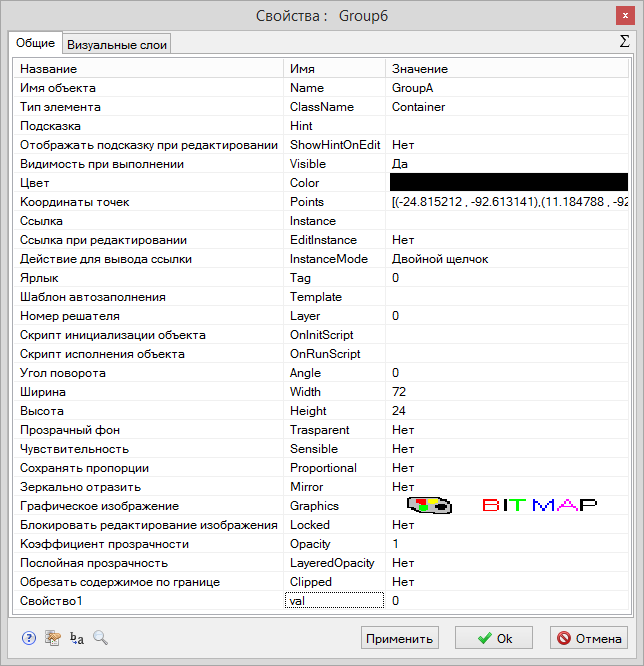 Свойства : Group6
x
Общие Визуальные слои Σ
Название Имя Значение
Имя объекта Name GroupA
Тип элемента ClassName Container
Подсказка Hint
Отображать подсказку при редактировании ShowHintOnEdit Нет
Видимость при выполнении Visible Да
Цвет Color
Координаты точек Points [(-24.815212 , -92.613141),(11.184788 , -92
Ссылка Instance
Ссылка при редактировании EditInstance Нет
Действие для вывода ссылки InstanceMode Двойной щелчок
Ярлык Tag 0
Шаблон автозаполнения Template
Номер решателя Layer 0
Скрипт инициализации объекта OnInitScript
Скрипт исполнения объекта OnRunScript
Угол поворота Angle 0
Ширина Width 72
Высота Height 24
Прозрачный фон Trasparent Нет
Чувствительность Sensible Нет
Сохранять пропорции Proportional Нет
Зеркально отразить Mirror Нет
Графическое изображение Graphics BITMAP
Блокировать редактирование изображения Locked Нет
Коэффициент прозрачности Opacity 1
Послойная прозрачность LayeredOpacity Нет
Обрезать содержимое по границе Clipped Нет
Свойство1 val 0
? ba Применить Ok Отмена